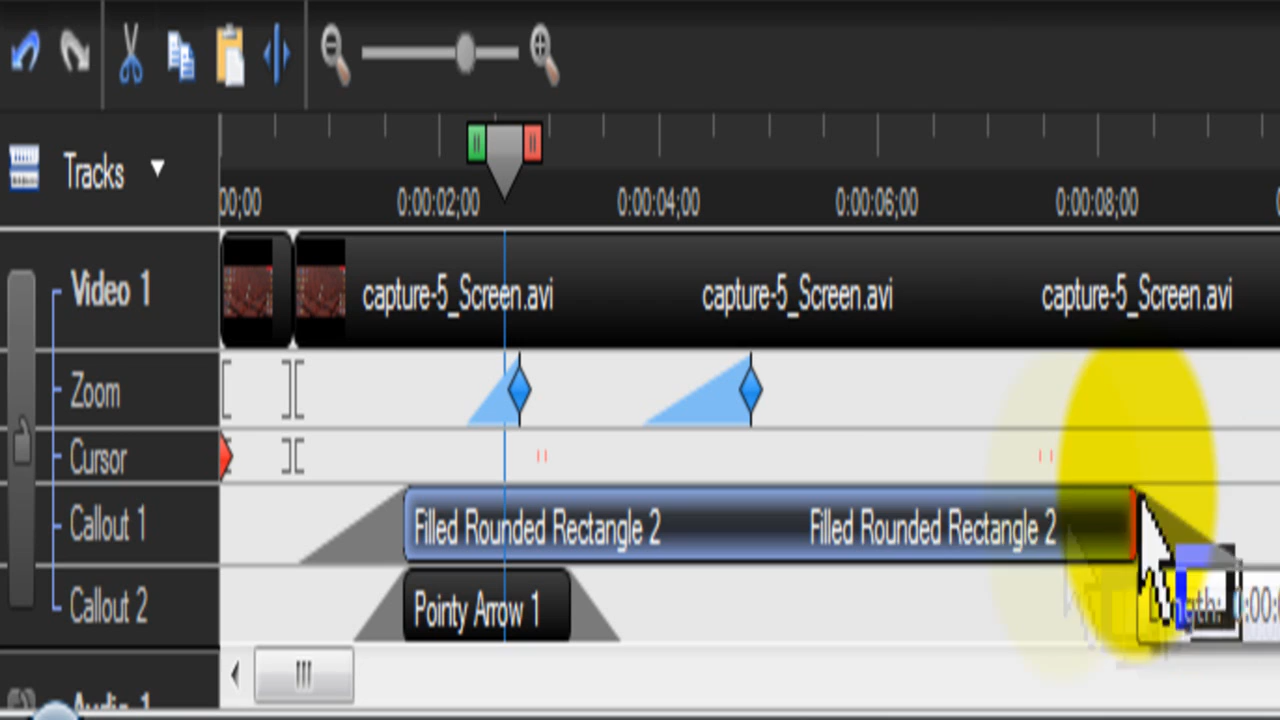 Tracks
00;00 0:00:02;00 0:00:04;00 0:00:06;00 0:00:08;00
Video 1 capture-5_Screen.avi capture-5_Screen.avi capture-5_Screen.avi
Zoom
Cursor
Callout 1 Filled Rounded Rectangle 2 Filled Rounded Rectangle 2
Callout 2 Pointy Arrow 1